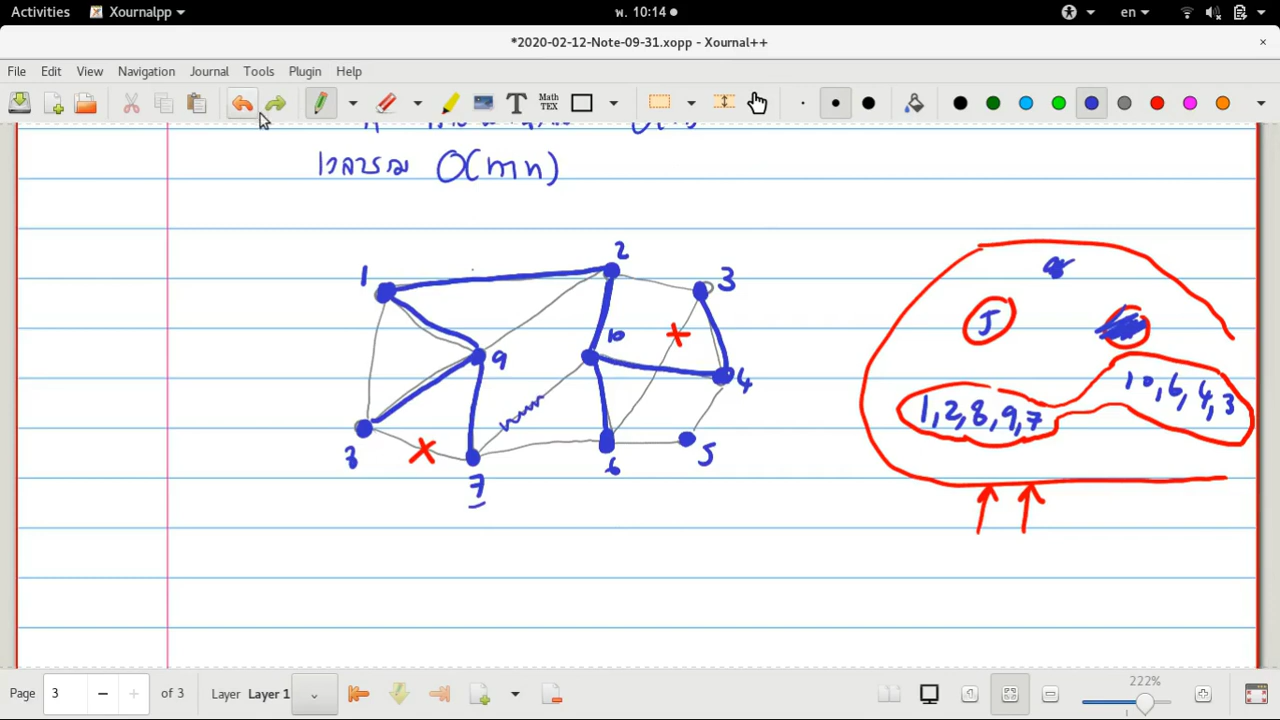 Activities Xournalpp พ. 10:14 en
*2020-02-12-Note-09-31.xopp - Xournal++
File Edit View Navigation Journal Tools Plugin Help
Math TEX
เวลารวม O(mn)
1 2 3
10 9 4
8 7 6 5
5
1,2,8,9,7 10,6,4,3
222%
Page 3 of 3 Layer Layer 1